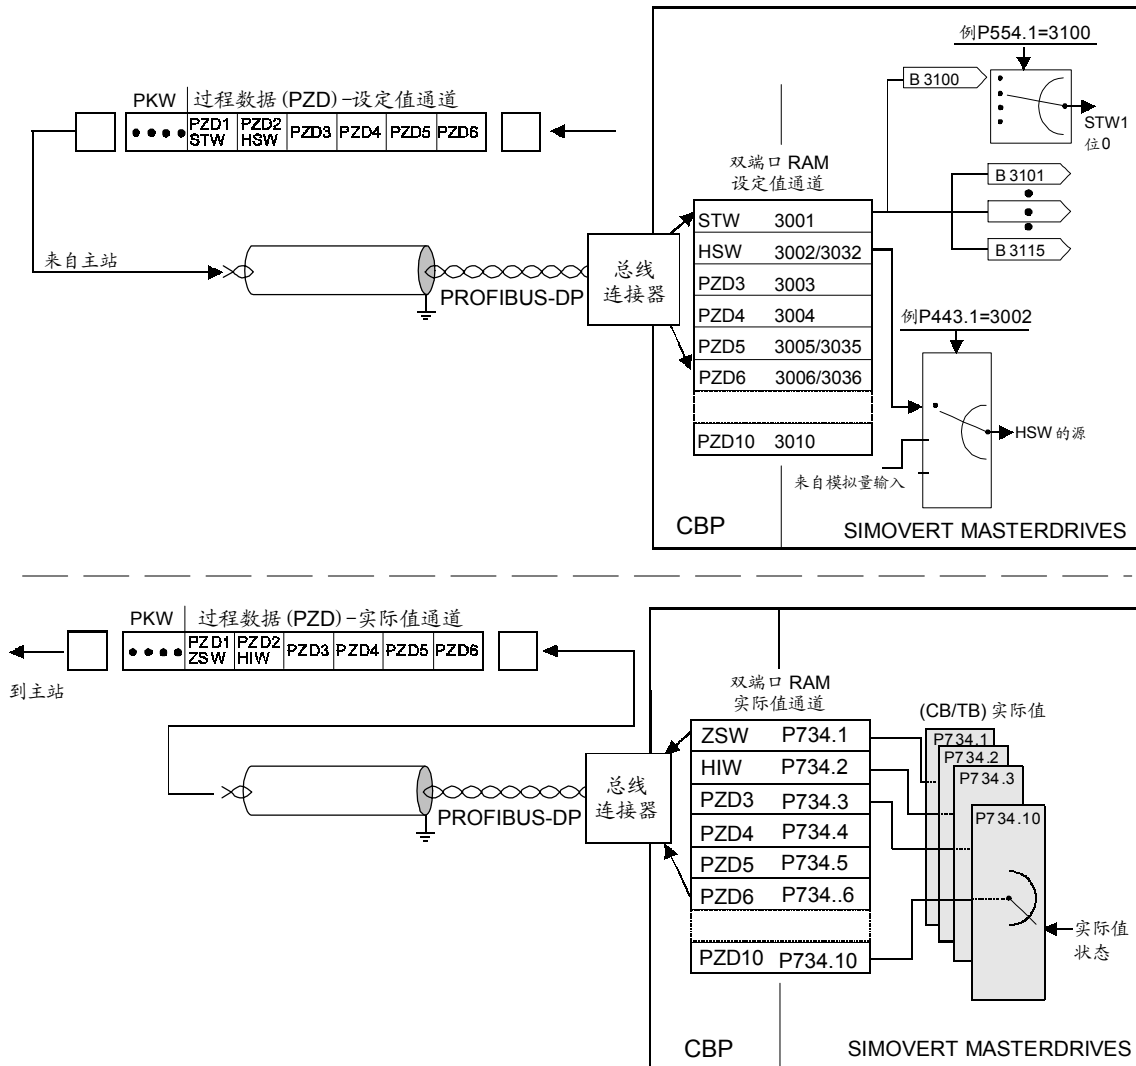 例P554.1=3100
B 3100
STW1
位0
PKW 过程数据 (PZD) -设定值通道
PZD1 STW
PZD2 HSW
PZD3
PZD4
PZD5
PZD6
双端口 RAM
设定值通道
B 3101
B 3115
STW 3001
HSW 3002/3032
PZD3 3003
PZD4 3004
PZD5 3005/3035
PZD6 3006/3036
PZD10 3010
来自主站
PROFIBUS-DP
总线
连接器
例P443.1=3002
HSW 的源
来自模拟量输入
CBP
SIMOVERT MASTERDRIVES
PKW 过程数据 (PZD) -实际值通道
PZD1 ZSW
PZD2 HIW
PZD3
PZD4
PZD5
PZD6
到主站
双端口 RAM
实际值通道
(CB/TB) 实际值
ZSW P734.1
HIW P734.2
PZD3 P734.3
PZD4 P734.4
PZD5 P734.5
PZD6 P734..6
PZD10 P734.10
P734.1
P734.2
P734.3
P734.10
PROFIBUS-DP
总线
连接器
实际值
状态
CBP
SIMOVERT MASTERDRIVES